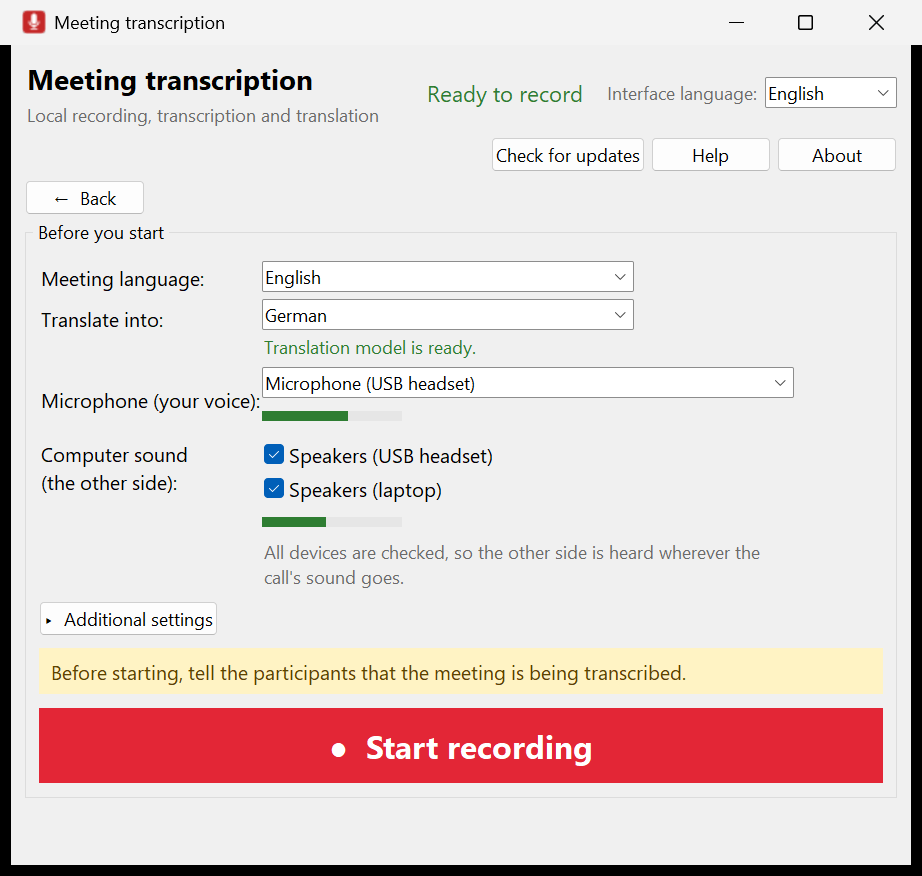 Meeting transcription
Meeting transcription
Local recording, transcription and translation
Ready to record
Interface language:
English
Check for updates
Help
About
← Back
Before you start
Meeting language:
English
Translate into:
German
Translation model is ready.
Microphone (your voice):
Microphone (USB headset)
Computer sound
(the other side):
Speakers (USB headset)
Speakers (laptop)
All devices are checked, so the other side is heard wherever the
call's sound goes.
▸ Additional settings
Before starting, tell the participants that the meeting is being transcribed.
● Start recording